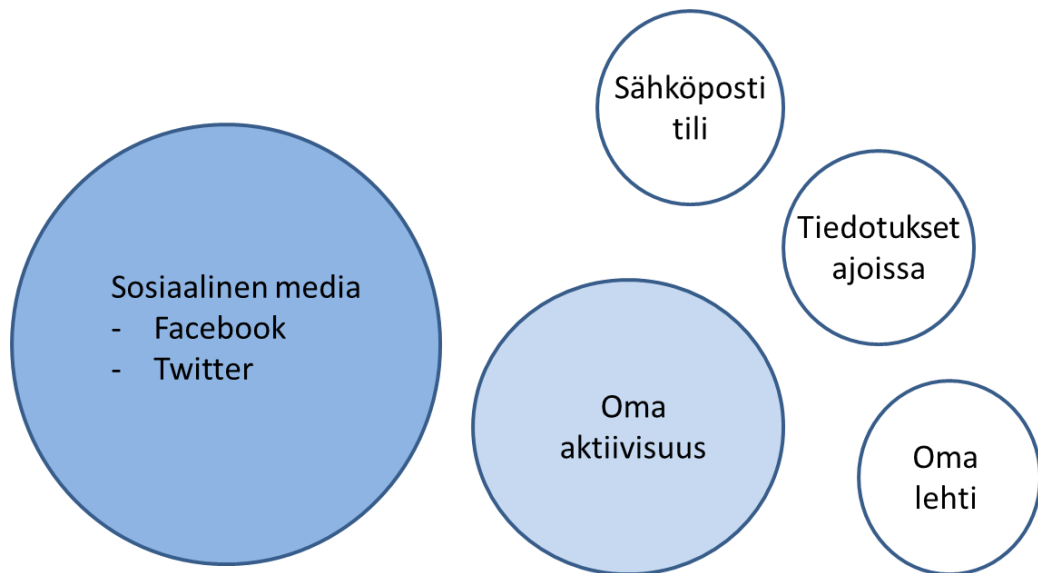 Sähköposti
tili
Tiedotukset
ajoissa
Sosiaalinen media
- Facebook
- Twitter
Oma
aktiivisuus
Oma
lehti